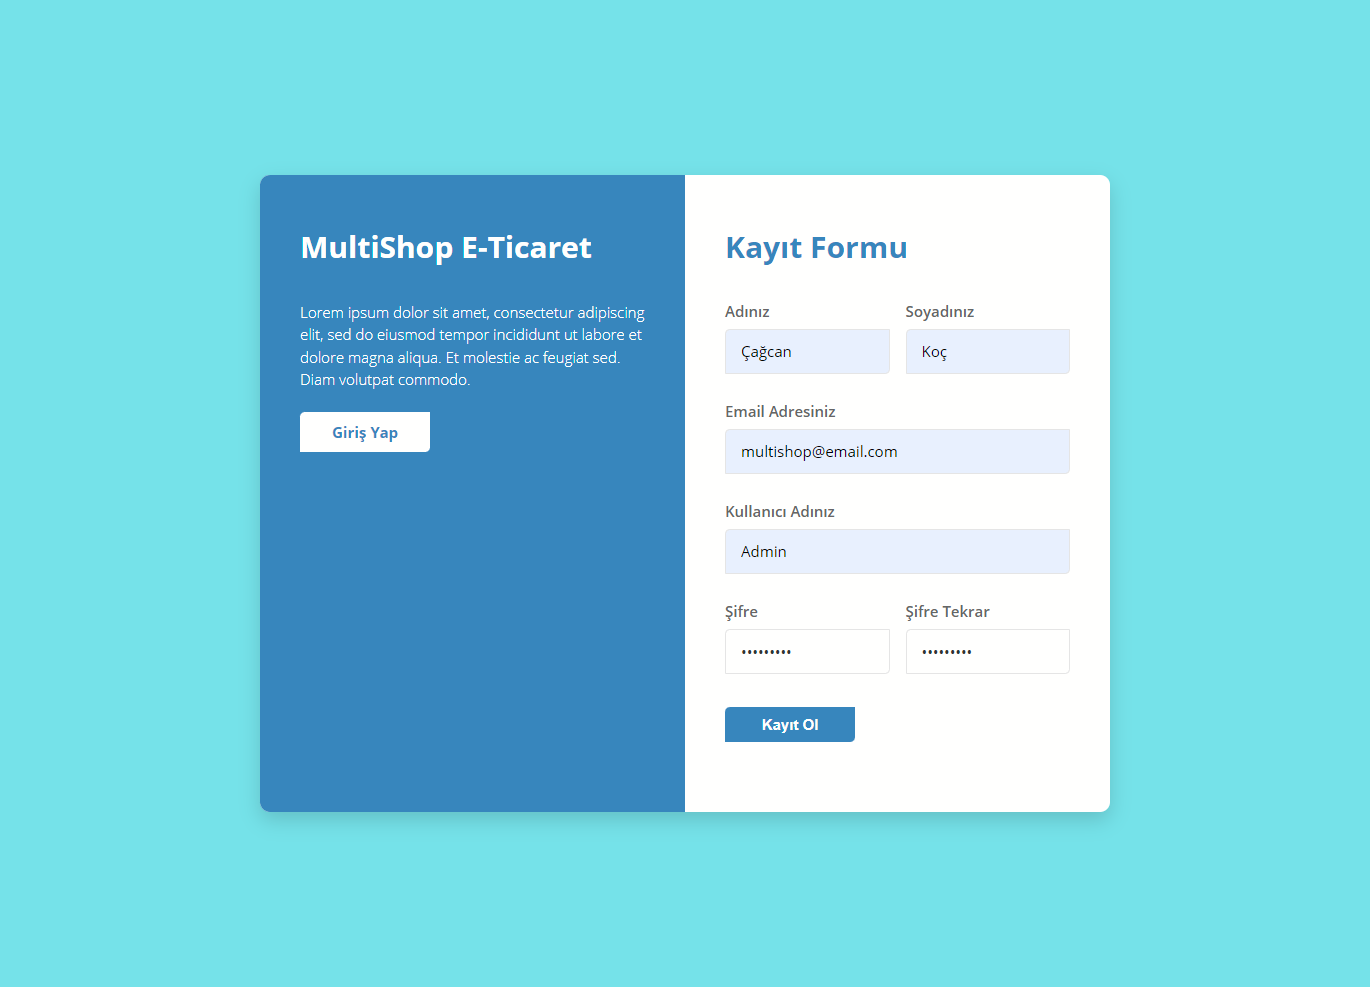 MultiShop E-Ticaret
Lorem ipsum dolor sit amet, consectetur adipiscing
elit, sed do eiusmod tempor incididunt ut labore et
dolore magna aliqua. Et molestie ac feugiat sed.
Diam volutpat commodo.
Giriş Yap
Kayıt Formu
Adınız Soyadınız
Çağcan Koç
Email Adresiniz
multishop@email.com
Kullanıcı Adınız
Admin
Şifre Şifre Tekrar
••••••••• •••••••••
Kayıt Ol